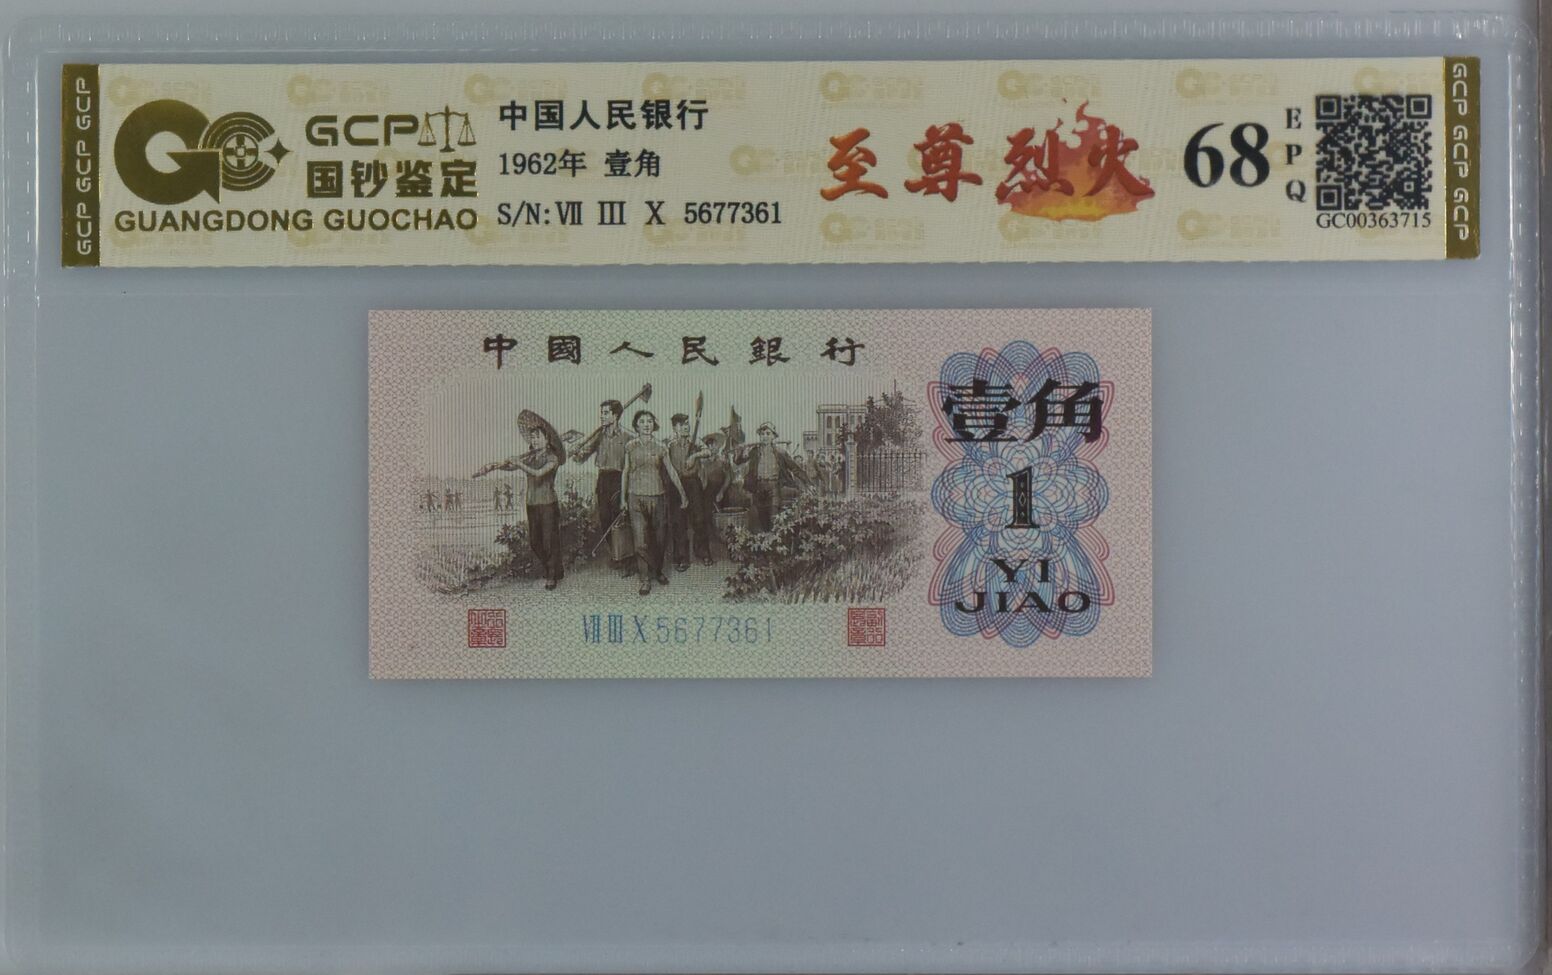 GCP GCP GCP
GCP
国钞鉴定
GUANGDONG GUOCHAO
中国人民银行
1962年 壹角
S/N: Ⅶ Ⅲ Ⅹ 5677361
至尊烈火
68
EPQ
GC00363715
GCP GCP GCP
中國人民銀行
壹角
1
YI
JIAO
Ⅶ Ⅲ Ⅹ 5677361